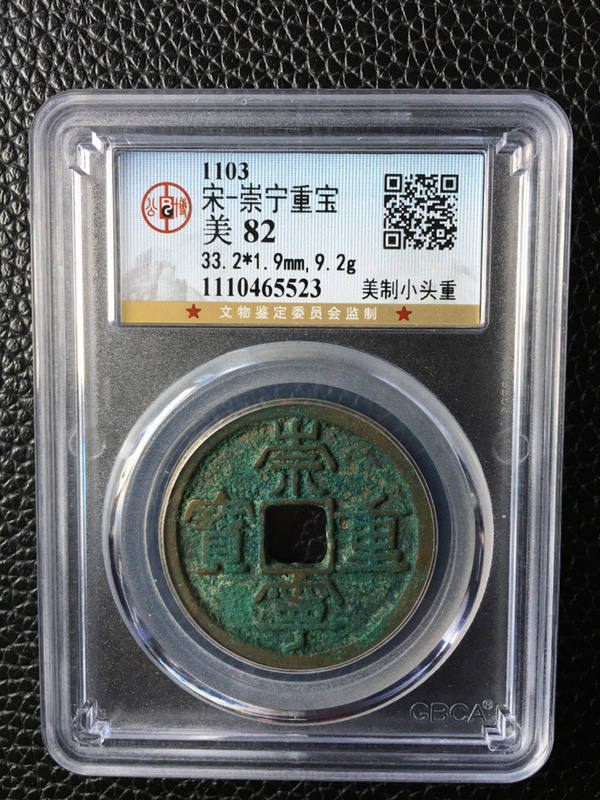 1103
宋-崇宁重宝
美 82
33.2*1.9mm,9.2g
1110465523
美制小头重
公 博
文物鉴定委员会监制
崇
寶 重
寧
GBCA®